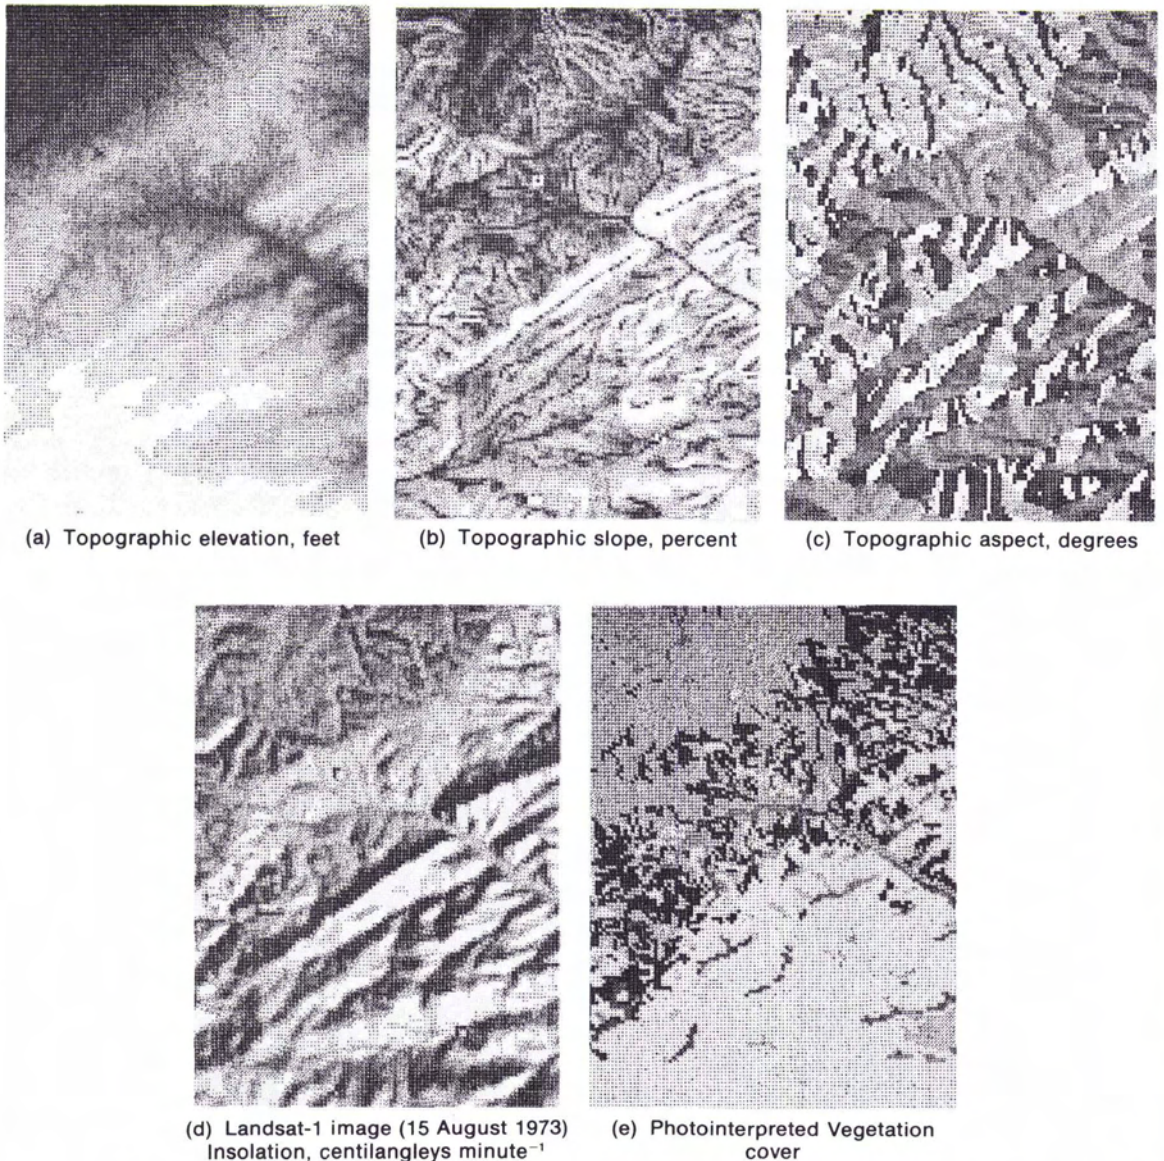 (a) Topographic elevation, feet
(b) Topographic slope, percent
(c) Topographic aspect, degrees
(d) Landsat-1 image (15 August 1973)
Insolation, centilangleys minute⁻¹
(e) Photointerpreted Vegetation
cover